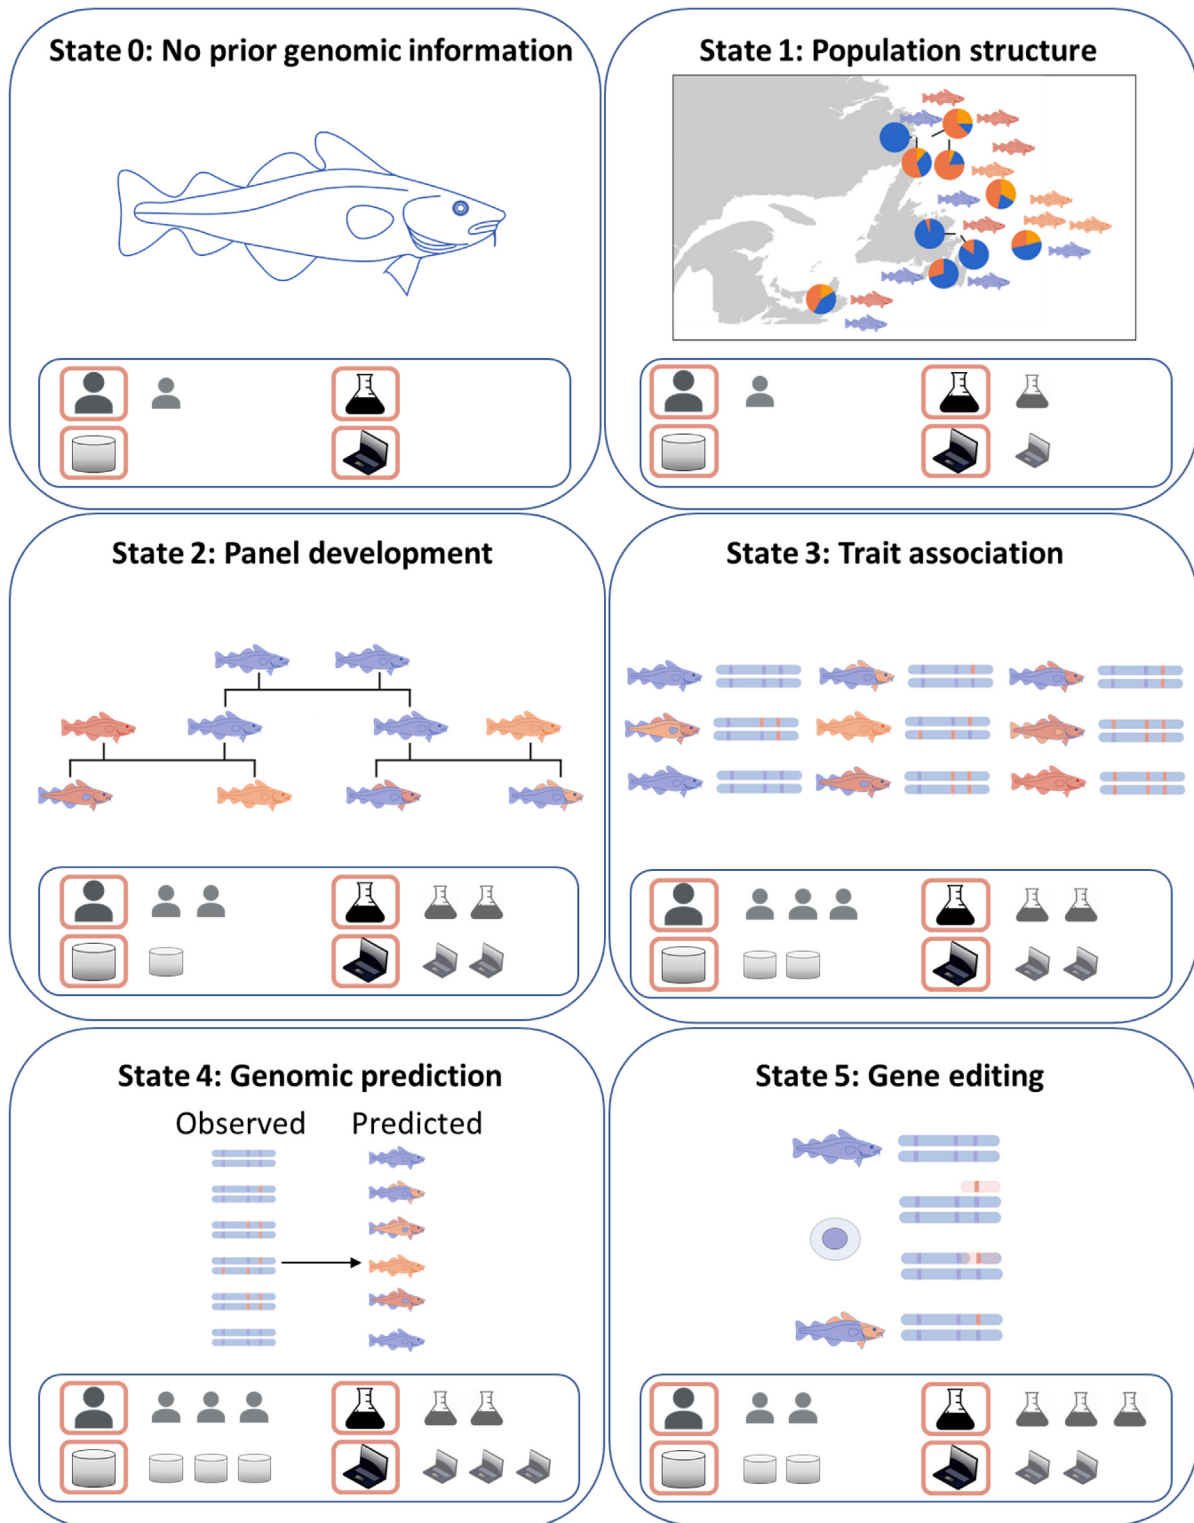 State 0: No prior genomic information
State 1: Population structure
State 2: Panel development
State 3: Trait association
State 4: Genomic prediction
Observed Predicted
State 5: Gene editing